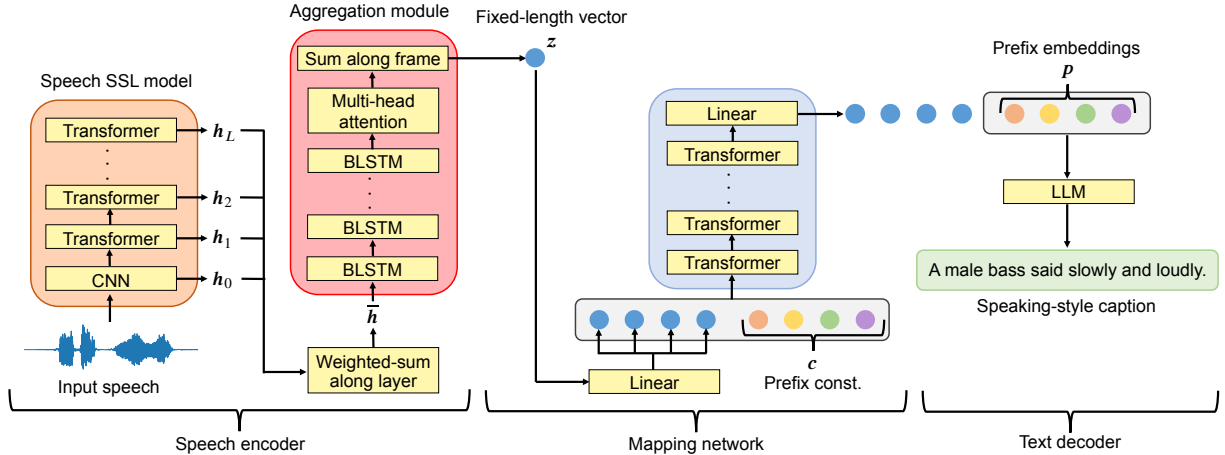 Speech SSL model
Transformer
Transformer
Transformer
CNN
h_L
h_2
h_1
h_0
Input speech
Aggregation module
Sum along frame
Multi-head
attention
BLSTM
BLSTM
BLSTM
h̅
Weighted-sum
along layer
Speech encoder
Fixed-length vector
z
Linear
Transformer
Transformer
Transformer
c
Prefix const.
Linear
Mapping network
Prefix embeddings
p
LLM
A male bass said slowly and loudly.
Speaking-style caption
Text decoder